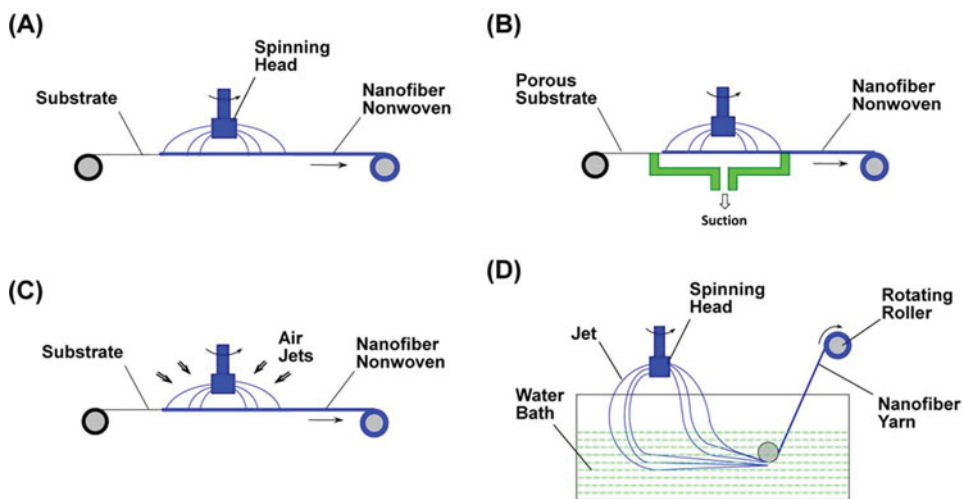 (A)
Spinning
Head
Substrate
Nanofiber
Nonwoven
(B)
Porous
Substrate
Nanofiber
Nonwoven
Suction
(C)
Substrate
Air
Jets
Nanofiber
Nonwoven
(D)
Spinning
Head
Jet
Rotating
Roller
Water
Bath
Nanofiber
Yarn